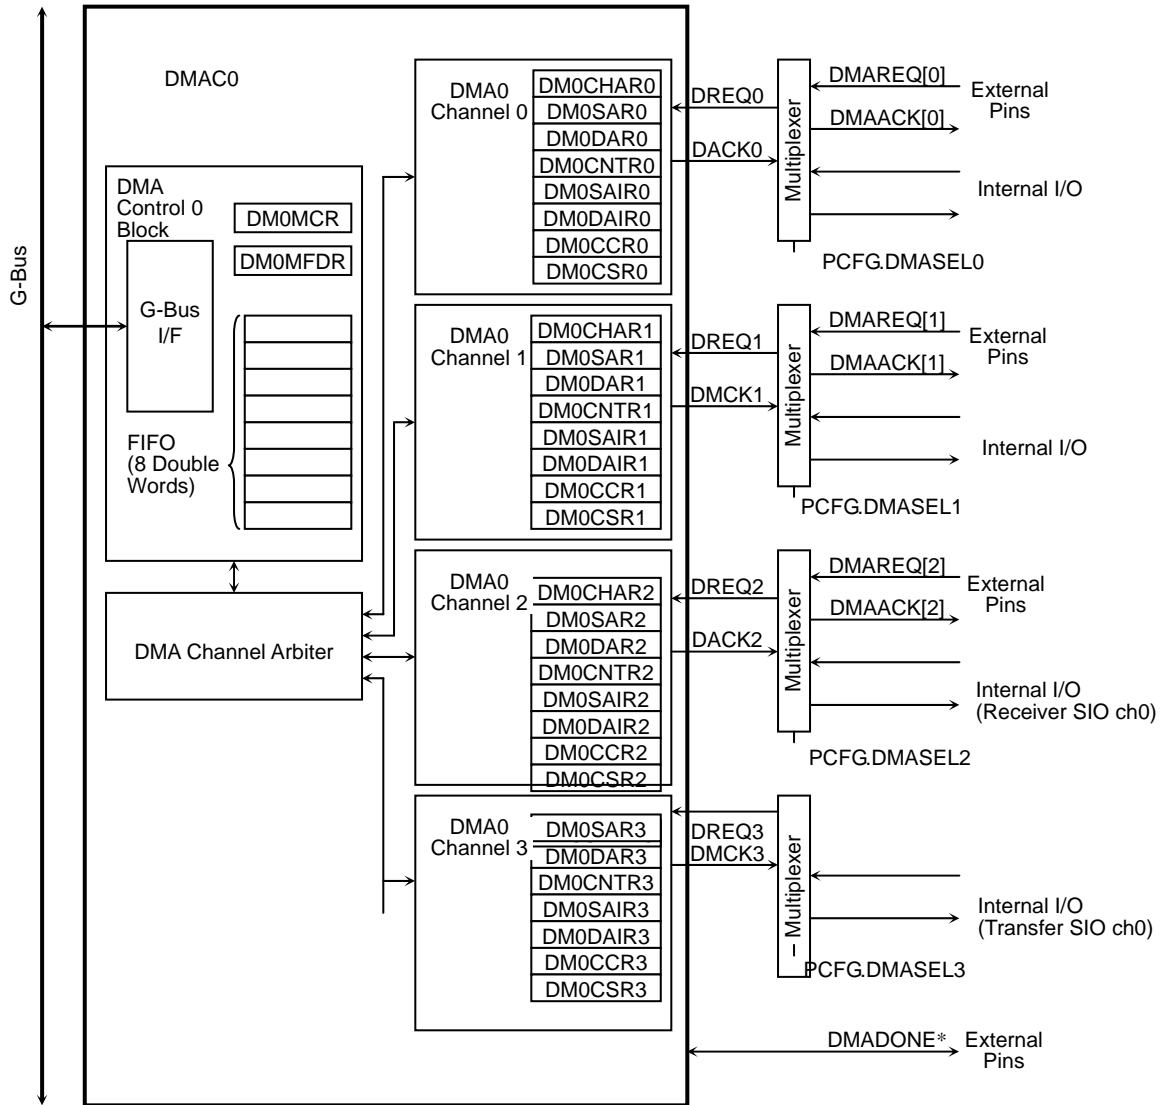 G-Bus
DMAC0
DMA
Control 0
Block
DM0MCR
DM0MFDR
G-Bus
I/F
FIFO
(8 Double
Words)
DMA Channel Arbiter
DMA0
Channel 0
DM0CHAR0
DM0SAR0
DM0DAR0
DM0CNTR0
DM0SAIR0
DM0DAIR0
DM0CCR0
DM0CSR0
DREQ0
DACK0
Multiplexer
DMAREQ[0]
DMAACK[0]
External
Pins
Internal I/O
PCFG.DMASEL0
DMA0
Channel 1
DM0CHAR1
DM0SAR1
DM0DAR1
DM0CNTR1
DM0SAIR1
DM0DAIR1
DM0CCR1
DM0CSR1
DREQ1
DMCK1
Multiplexer
DMAREQ[1]
DMAACK[1]
External
Pins
Internal I/O
PCFG.DMASEL1
DMA0
Channel 2
DM0CHAR2
DM0SAR2
DM0DAR2
DM0CNTR2
DM0SAIR2
DM0DAIR2
DM0CCR2
DM0CSR2
DREQ2
DACK2
Multiplexer
DMAREQ[2]
DMAACK[2]
External
Pins
Internal I/O
(Receiver SIO ch0)
PCFG.DMASEL2
DMA0
Channel 3
DM0SAR3
DM0DAR3
DM0CNTR3
DM0SAIR3
DM0DAIR3
DM0CCR3
DM0CSR3
DREQ3
DMCK3
Multiplexer
Internal I/O
(Transfer SIO ch0)
PCFG.DMASEL3
DMADONE*
External
Pins